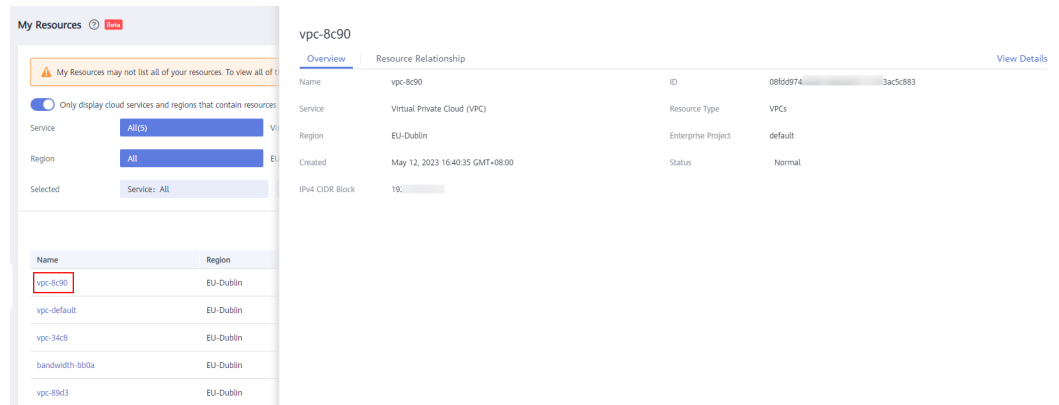 My Resources ? Beta
My Resources may not list all of your resources. To view all of
Only display cloud services and regions that contain resources
Service All(5)
Region All
Selected Service: All
Name Region
vpc-8c90 EU-Dublin
vpc-default EU-Dublin
vpc-34c8 EU-Dublin
bandwidth-bb0a EU-Dublin
vpc-89d3 EU-Dublin
vpc-8c90
Overview Resource Relationship View Details
Name vpc-8c90 ID 08fdd974 3ac5c883
Service Virtual Private Cloud (VPC) Resource Type VPCs
Region EU-Dublin Enterprise Project default
Created May 12, 2023 16:40:35 GMT+08:00 Status Normal
IPv4 CIDR Block 19